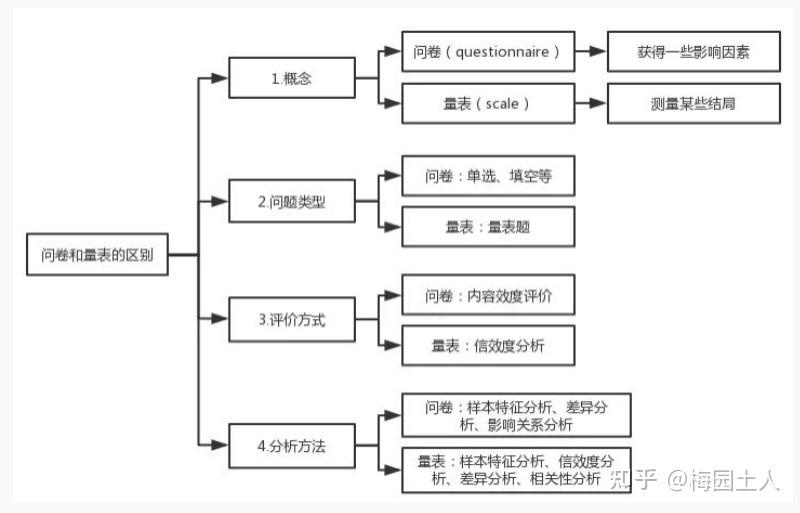 问卷和量表的区别
1.概念
问卷（questionnaire）
获得一些影响因素
量表（scale）
测量某些结局
2.问题类型
问卷：单选、填空等
量表：量表题
3.评价方式
问卷：内容效度评价
量表：信效度分析
4.分析方法
问卷：样本特征分析、差异分
析、影响关系分析
量表：样本特征分析、信效度分
析、差异分析、相关性分析
知乎 @梅园土人